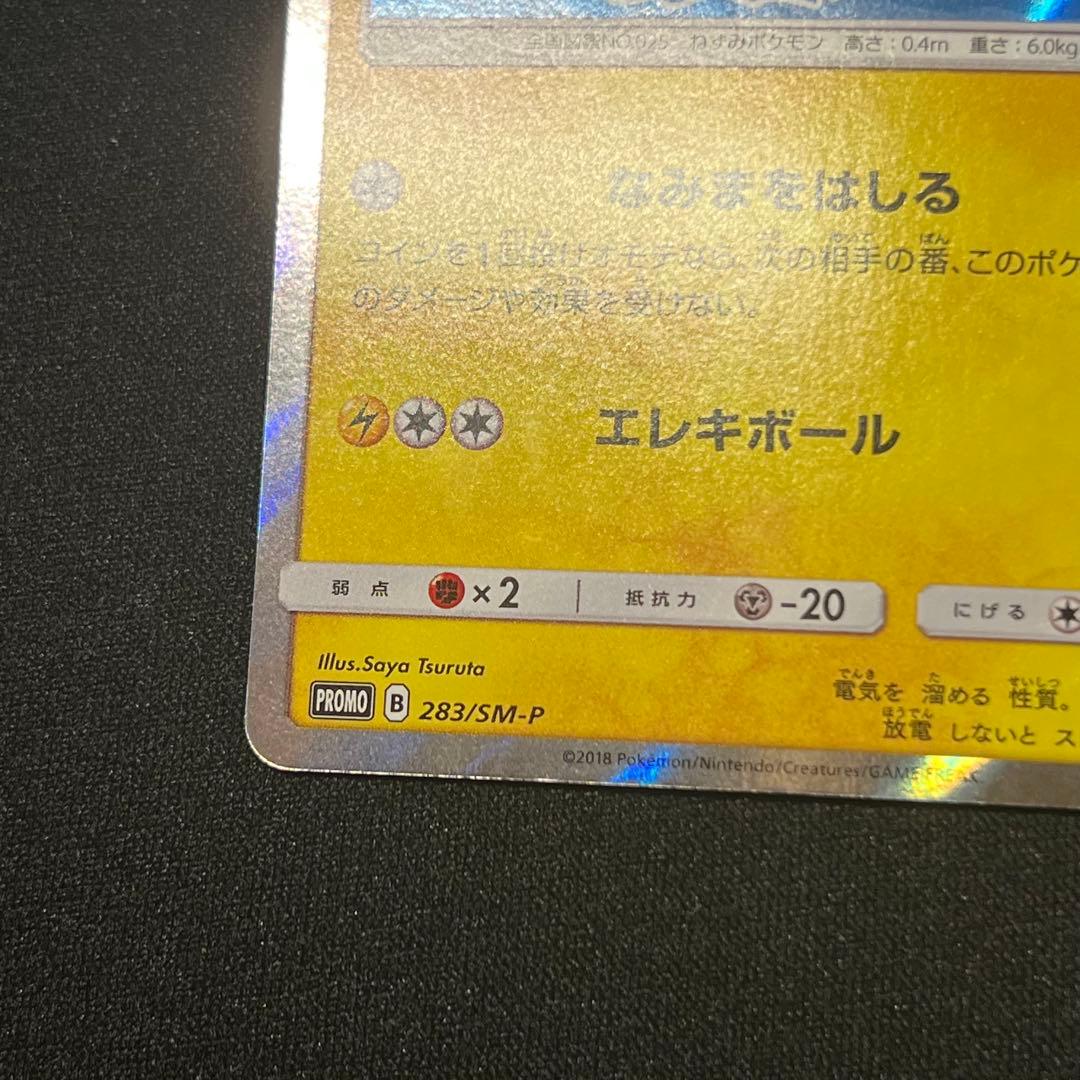 全国図鑑NO.025 ねずみポケモン 高さ：0.4m 重さ：6.0kg
なみまをはしる
コインを1回投げオモテなら、次の相手の番、このポケ
のダメージや効果を受けない。
エレキボール
弱点 ×2 抵抗力 -20 にげる
Illus.Saya Tsuruta
PROMO B 283/SM-P
電気を 溜める 性質。
放電 しないと ス
©2018 Pokémon/Nintendo/Creatures/GAME FREAK